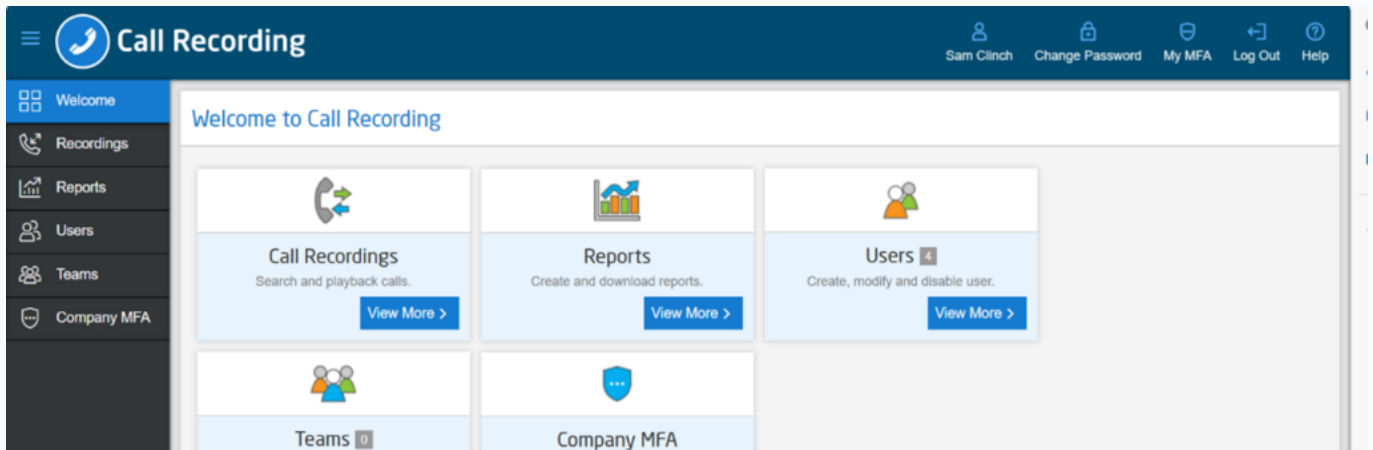 Call Recording
Sam Clinch Change Password My MFA Log Out Help
Welcome
Recordings
Reports
Users
Teams
Company MFA
Welcome to Call Recording
Call Recordings
Search and playback calls.
View More >
Reports
Create and download reports.
View More >
Users 4
Create, modify and disable user.
View More >
Teams 0
Company MFA